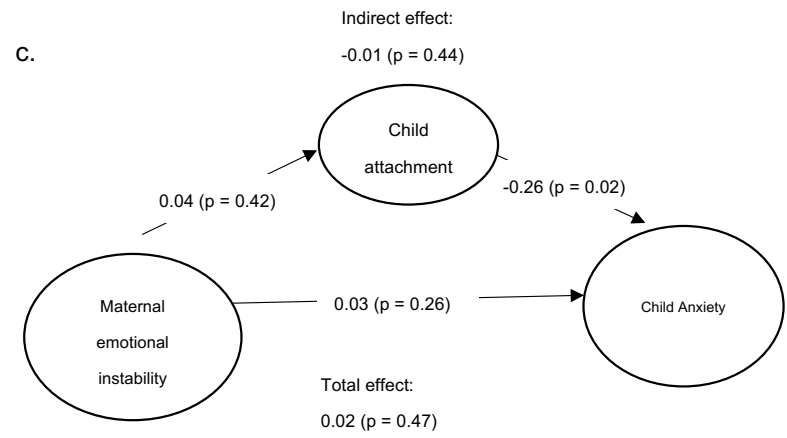 Indirect effect:
C.
-0.01 (p = 0.44)
Child
attachment
-0.26 (p = 0.02)
0.04 (p = 0.42)
Maternal
emotional
instability
0.03 (p = 0.26)
Child Anxiety
Total effect:
0.02 (p = 0.47)